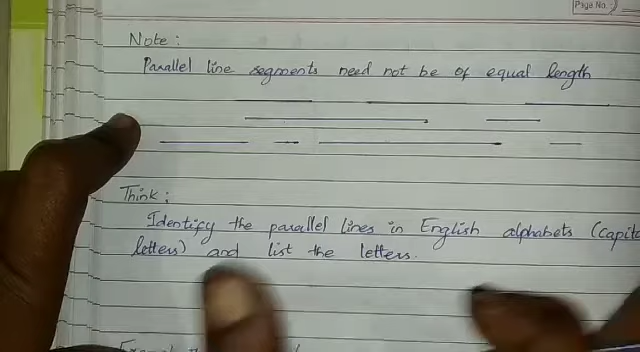 Page No.
Note:
Parallel line segments need not be of equal length
Think:
Identify the parallel lines in English alphabets (Capita
letters) and list the letters.